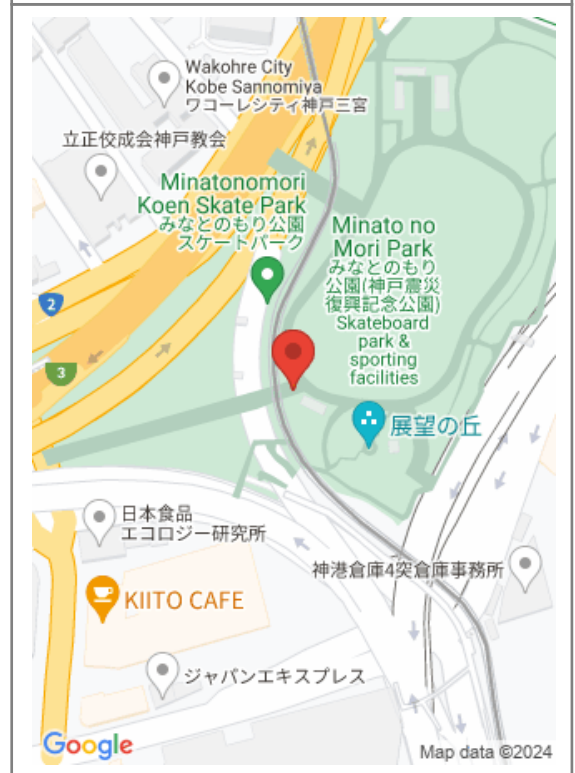 Wakohre City
Kobe Sannomiya
ワコーレシティ神戸三宮
立正佼成会神戸教会
Minatonomori
Koen Skate Park
みなとのもり公園
スケートパーク
Minato no
Mori Park
みなとのもり
公園(神戸震災
復興記念公園)
Skateboard
park &
sporting
facilities
2
3
展望の丘
日本食品
エコロジー研究所
神港倉庫4突倉庫事務所
KIITO CAFE
ジャパンエキスプレス
Google
Map data ©2024